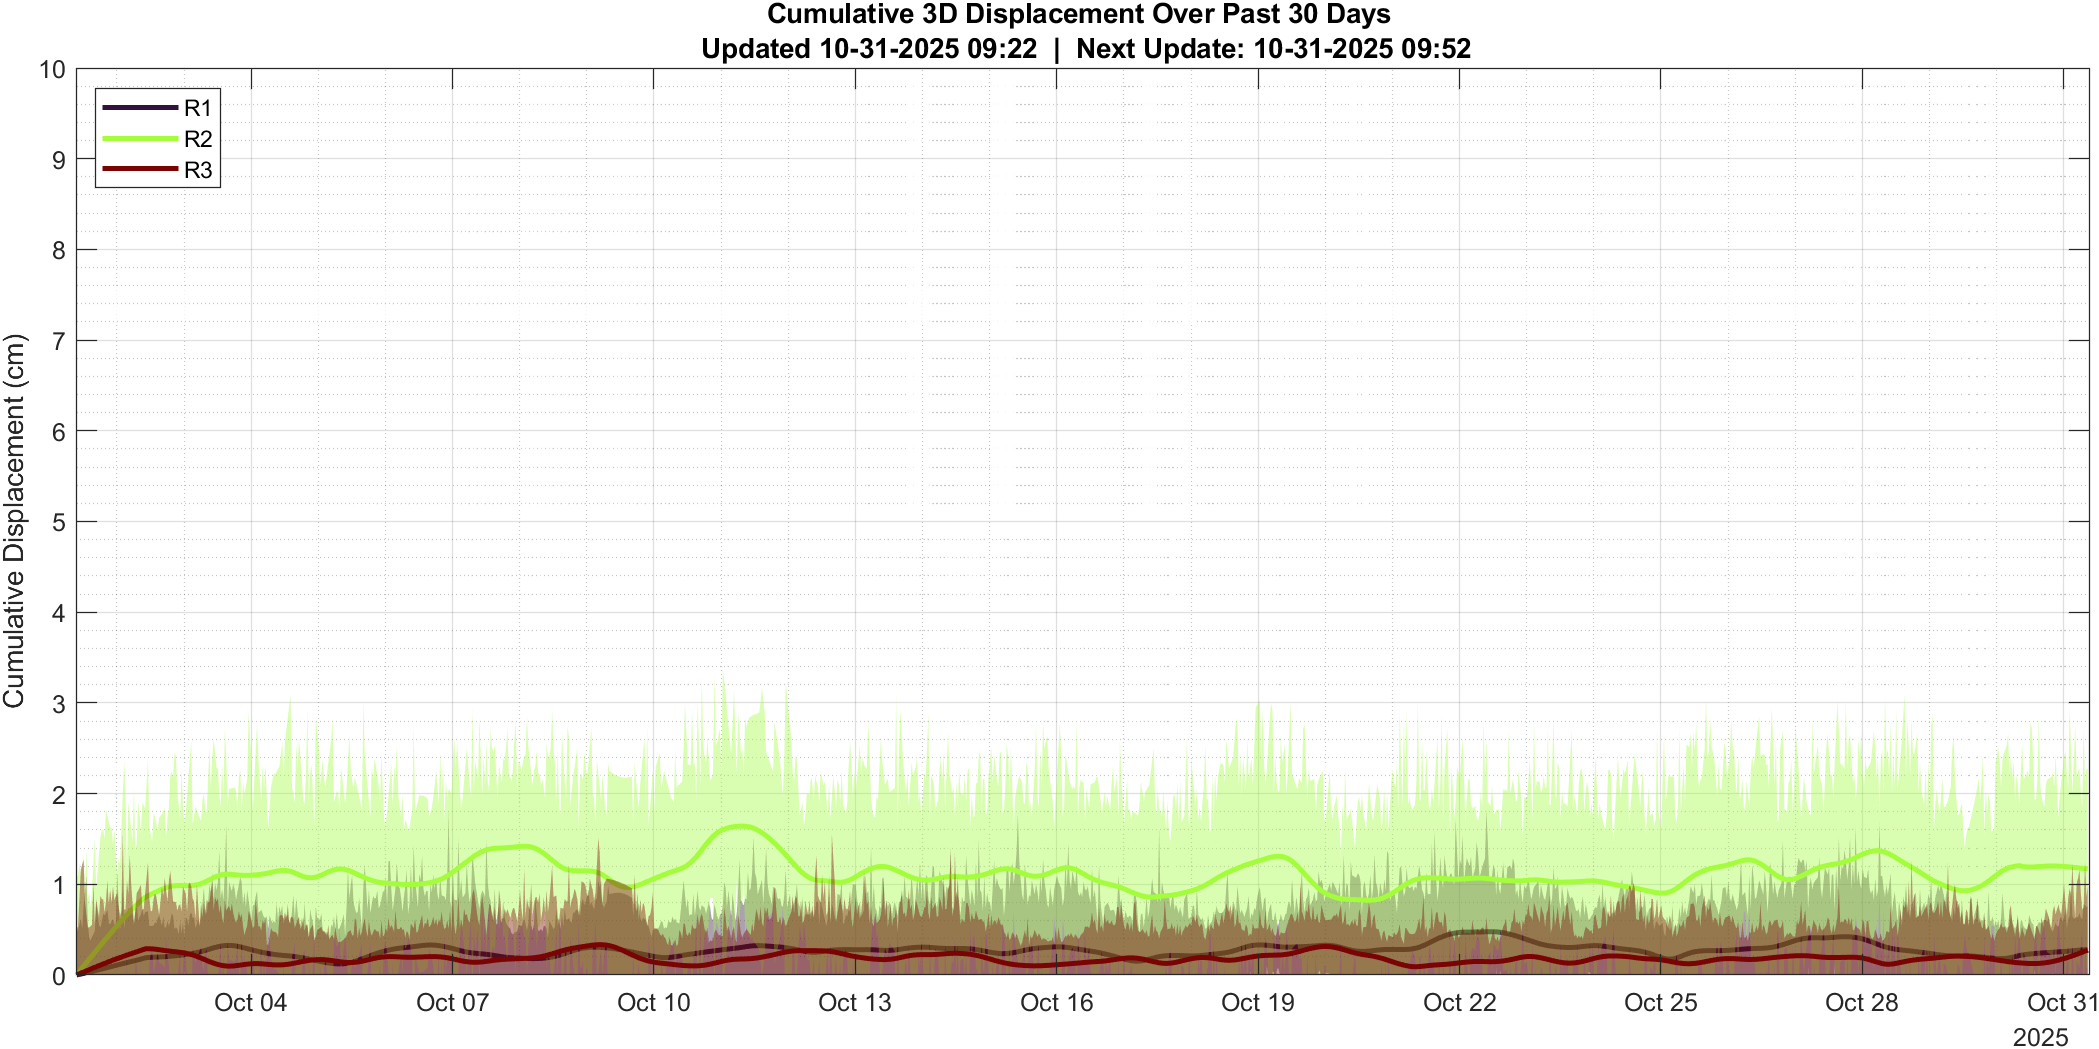 Cumulative 3D Displacement Over Past 30 Days
Updated 10-31-2025 09:22 | Next Update: 10-31-2025 09:52
R1
R2
R3
Cumulative Displacement (cm)
10
9
8
7
6
5
4
3
2
1
0
Oct 04 Oct 07 Oct 10 Oct 13 Oct 16 Oct 19 Oct 22 Oct 25 Oct 28 Oct 31
2025